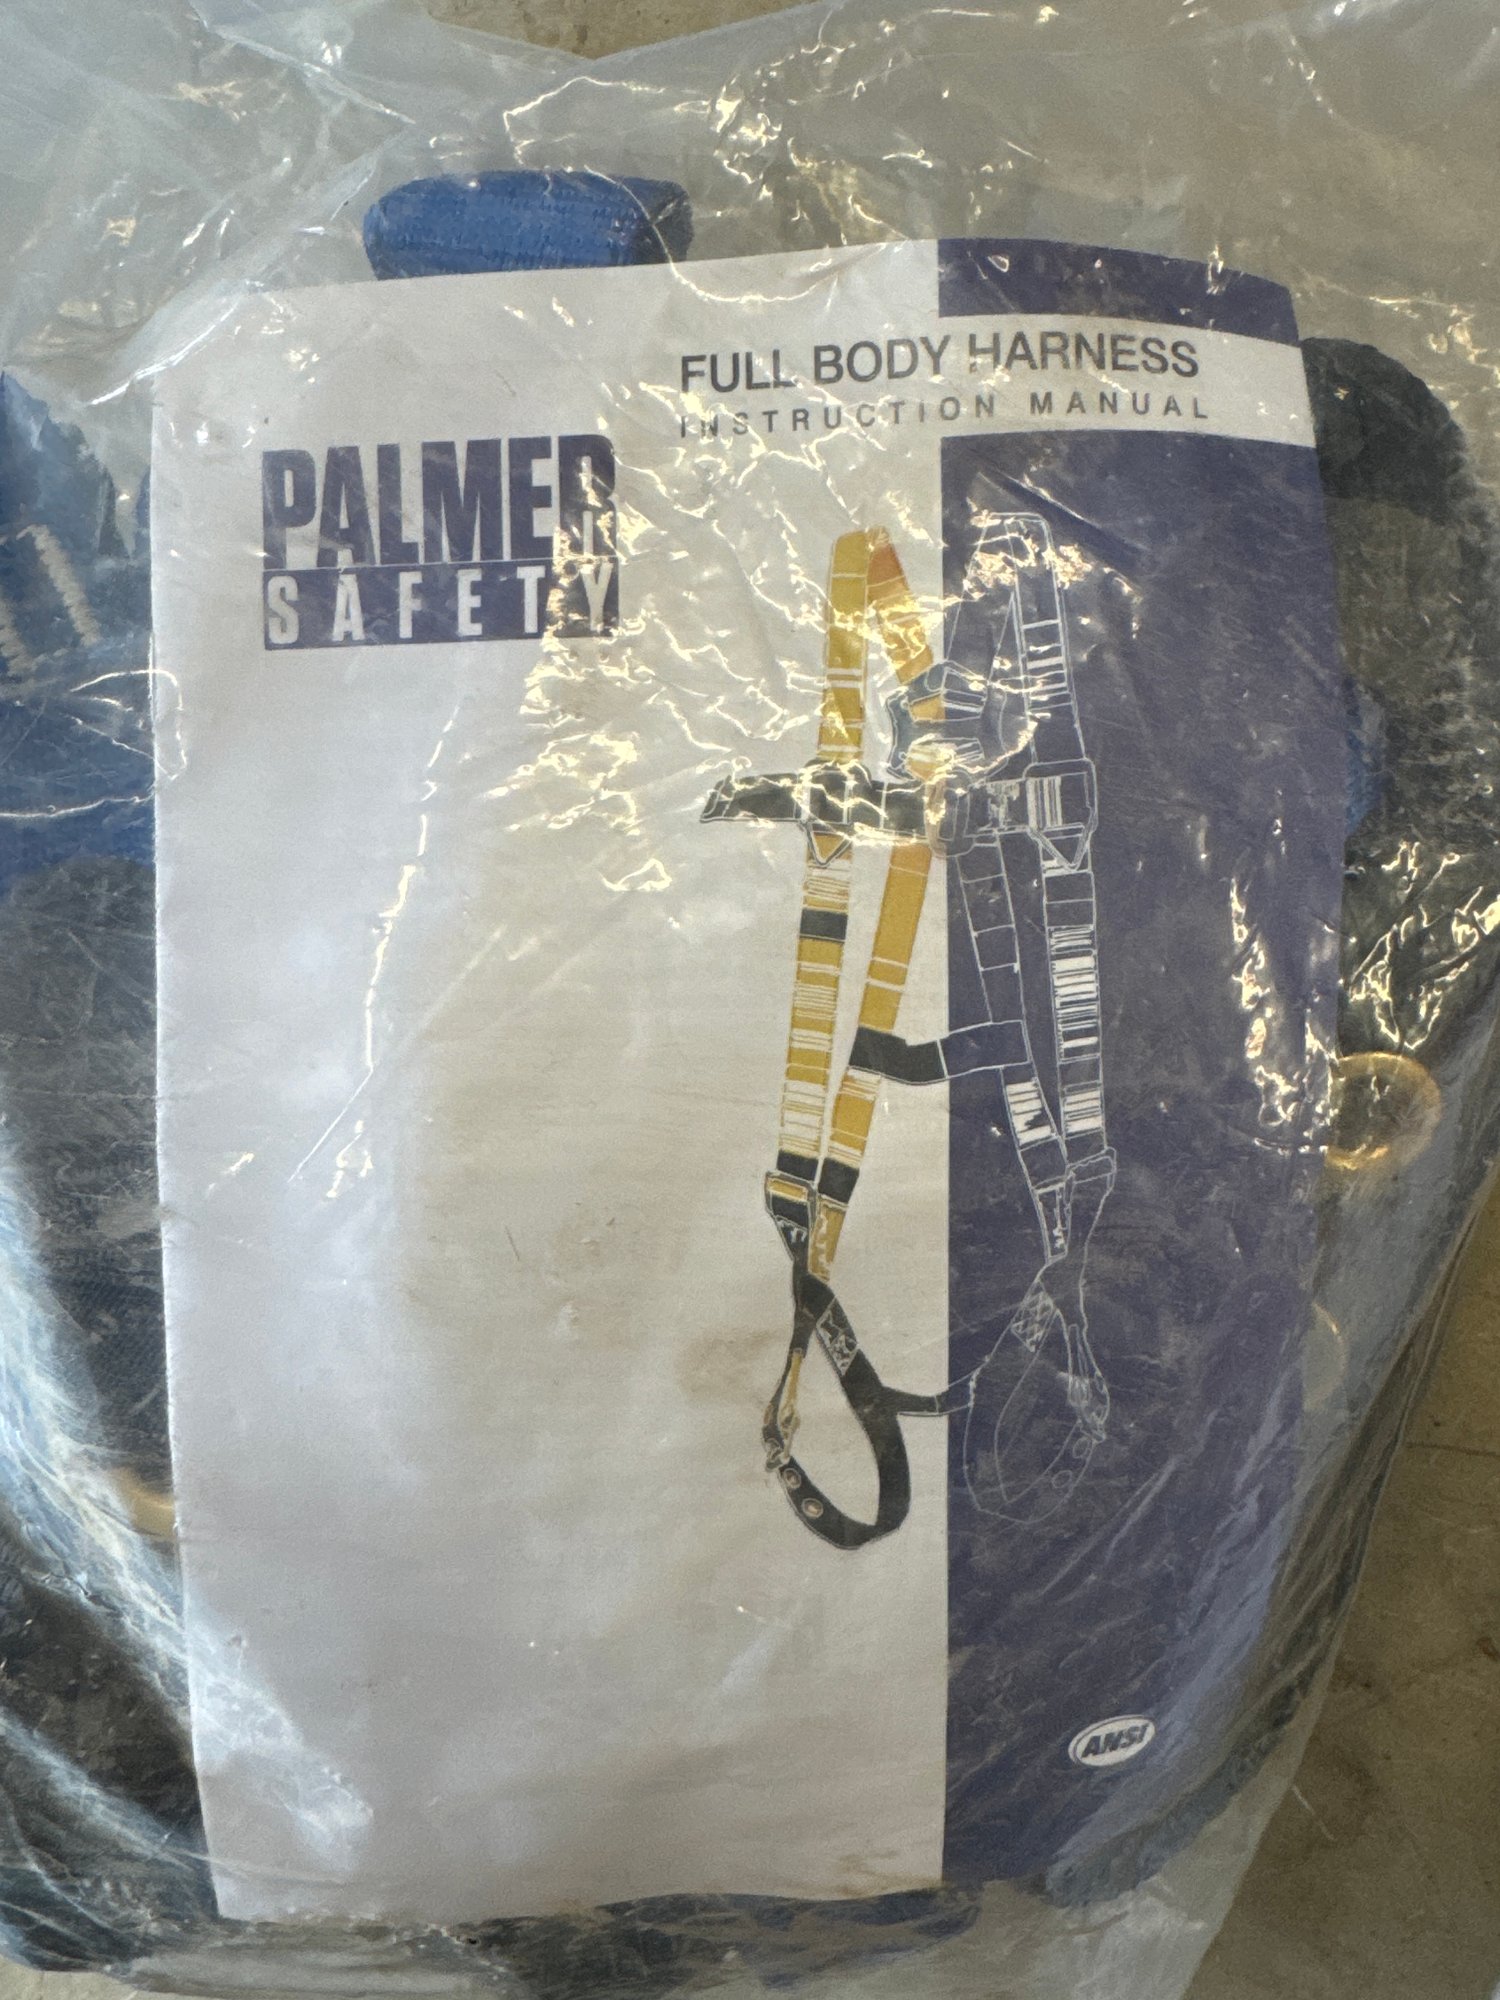 FULL BODY HARNESS
INSTRUCTION MANUAL
PALMER
SAFETY
ANSI